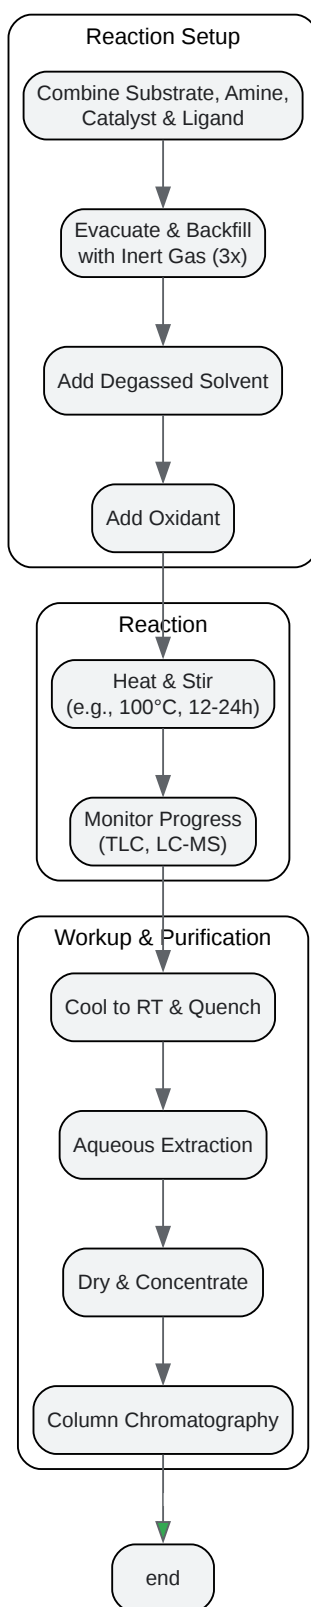 Reaction Setup
Combine Substrate, Amine,
Catalyst & Ligand
Evacuate & Backfill
with Inert Gas (3x)
Add Degassed Solvent
Add Oxidant
Reaction
Heat & Stir
(e.g., 100°C, 12-24h)
Monitor Progress
(TLC, LC-MS)
Workup & Purification
Cool to RT & Quench
Aqueous Extraction
Dry & Concentrate
Column Chromatography
end